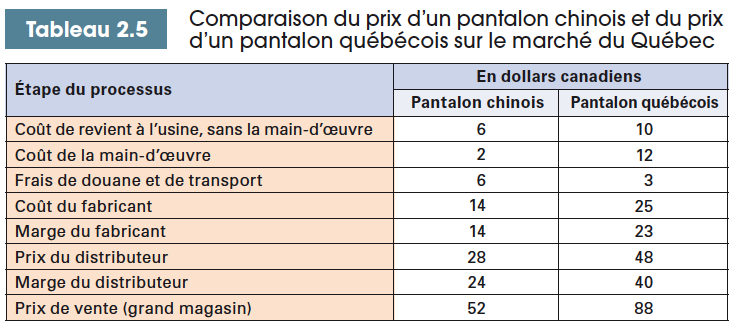 Tableau 2.5
Comparaison du prix d'un pantalon chinois et du prix
d'un pantalon québécois sur le marché du Québec
Étape du processus
En dollars canadiens
Pantalon chinois Pantalon québécois
Coût de revient à l'usine, sans la main-d'œuvre 6 10
Coût de la main-d'œuvre 2 12
Frais de douane et de transport 6 3
Coût du fabricant 14 25
Marge du fabricant 14 23
Prix du distributeur 28 48
Marge du distributeur 24 40
Prix de vente (grand magasin) 52 88